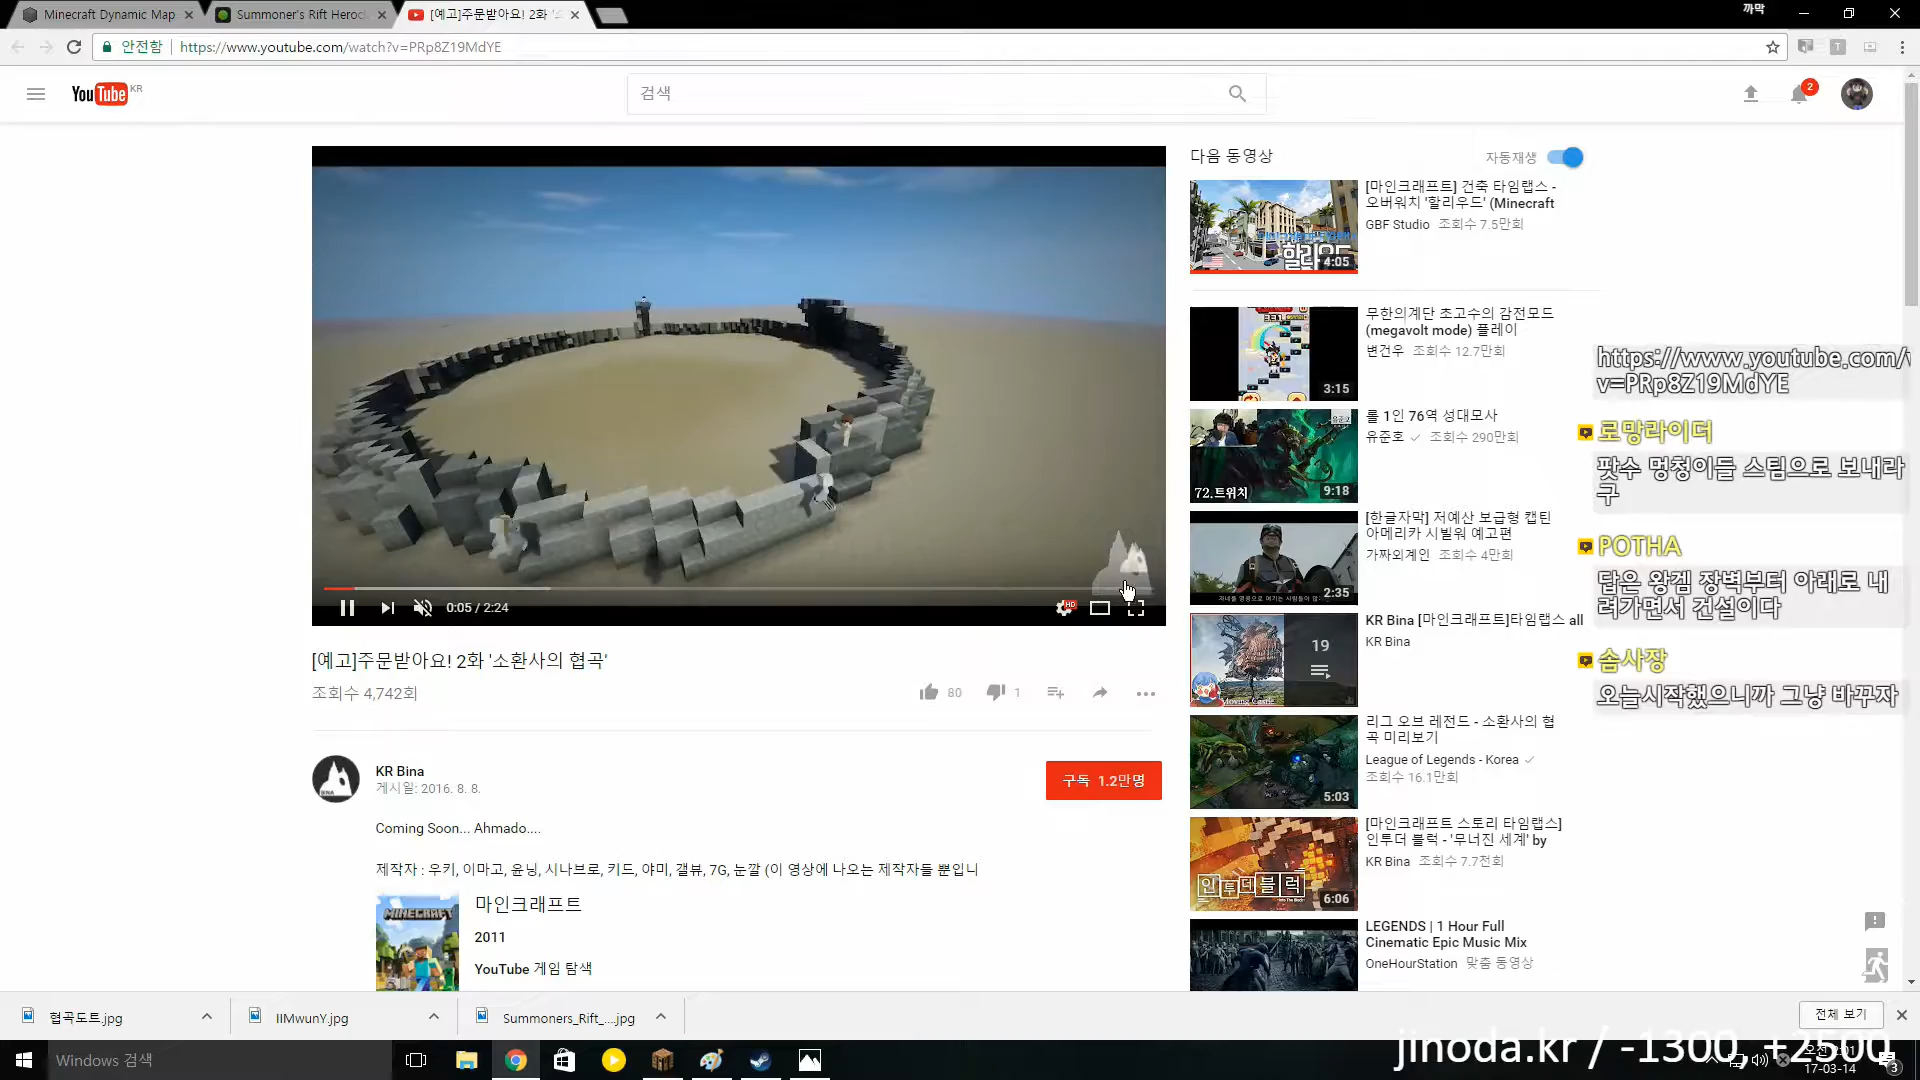 Minecraft Dynamic Map
Summoner's Rift Herocl
[예고]주문받아요! 2화 '소
까막
안전함
https://www.youtube.com/watch?v=PRp8Z19MdYE
YouTube KR
검색
2
0:05 / 2:24
HD
[예고]주문받아요! 2화 '소환사의 협곡'
조회수 4,742회
80
1
KR Bina
게시일: 2016. 8. 8.
구독 1.2만명
Coming Soon... Ahmado....
제작자 : 우키, 이마고, 윤닝, 시나브로, 키드, 야미, 갤뷰, 7G, 눈깔 (이 영상에 나오는 제작자들 뿐입니
MINECRAFT
마인크래프트
2011
YouTube 게임 탐색
다음 동영상
자동재생
할리우드
4:05
[마인크래프트] 건축 타임랩스 -
오버워치 '할리우드' (Minecraft
GBF Studio 조회수 7.5만회
331
3:15
무한의계단 초고수의 감전모드
(megavolt mode) 플레이
변건우 조회수 12.7만회
72.트위치
9:18
롤 1인 76역 성대모사
유준호 조회수 290만회
2:35
[한글자막] 저예산 보급형 캡틴
아메리카 시빌워 예고편
가짜외계인 조회수 4만회
19
KR Bina [마인크래프트]타임랩스 all
KR Bina
5:03
리그 오브 레전드 - 소환사의 협
곡 미리보기
League of Legends - Korea
조회수 16.1만회
인투더블럭
6:06
[마인크래프트 스토리 타임랩스]
인투더 블럭 - '무너진 세계' by
KR Bina 조회수 7.7천회
LEGENDS | 1 Hour Full
Cinematic Epic Music Mix
OneHourStation 맞춤 동영상
https://www.youtube.com/
v=PRp8Z19MdYE
로망라이더
팟수 멍청이들 스팀으로 보내라
구
POTHA
답은 왕겜 장벽부터 아래로 내
려가면서 건설이다
솜사장
오늘시작했으니까 그냥 바꾸자
협곡도트.jpg
IIMwunY.jpg
Summoners_Rift_....jpg
전체 보기
Windows 검색
jinoda.kr / -1300, +2500
17-03-14
3